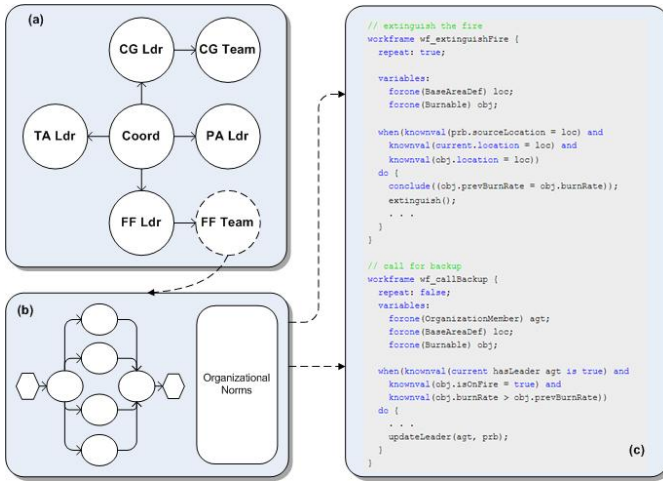 (a)
CG Ldr
CG Team
TA Ldr
Coord
PA Ldr
FF Ldr
FF Team
(b)
Organizational
Norms
// extinguish the fire
workframe wf_extinguishFire {
repeat: true;
variables:
forone(BaseAreaDef) loc;
forone(Burnable) obj;
when(knownval(prb.sourceLocation = loc) and
knownval(current.location = loc) and
knownval(obj.location = loc))
do {
conclude((obj.prevBurnRate = obj.burnRate));
extinguish();
. . .
}
}
// call for backup
workframe wf_callBackup {
repeat: false;
variables:
forone(OrganizationMember) agt;
forone(BaseAreaDef) loc;
forone(Burnable) obj;
when(knownval(current hasLeader agt is true) and
knownval(obj.isOnFire = true) and
knownval(obj.burnRate > obj.prevBurnRate))
do {
. . .
updateLeader(agt, prb);
}
}
(c)